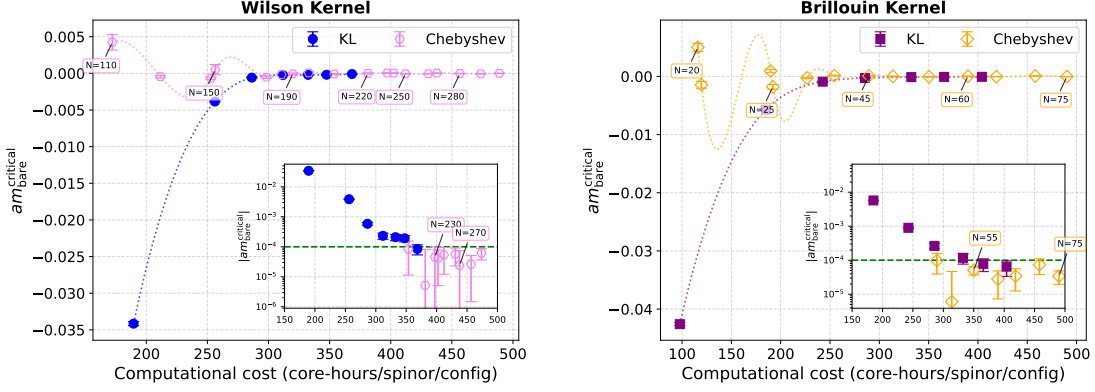 Wilson Kernel
KL
Chebyshev
0.005
0.000
−0.005
−0.010
−0.015
−0.020
−0.025
−0.030
−0.035
am^critical_bare
N=110
N=150
N=190
N=220
N=250
N=280
|am^critical_bare|
10^−2
10^−3
10^−4
10^−5
10^−6
N=230
N=270
150 200 250 300 350 400 450 500
200 250 300 350 400 450 500
Computational cost (core-hours/spinor/config)
Brillouin Kernel
KL
Chebyshev
0.00
−0.01
−0.02
−0.03
−0.04
am^critical_bare
N=20
N=25
N=45
N=60
N=75
|am^critical_bare|
10^−2
10^−3
10^−4
10^−5
N=55
N=75
150 200 250 300 350 400 450 500
100 150 200 250 300 350 400 450 500
Computational cost (core-hours/spinor/config)